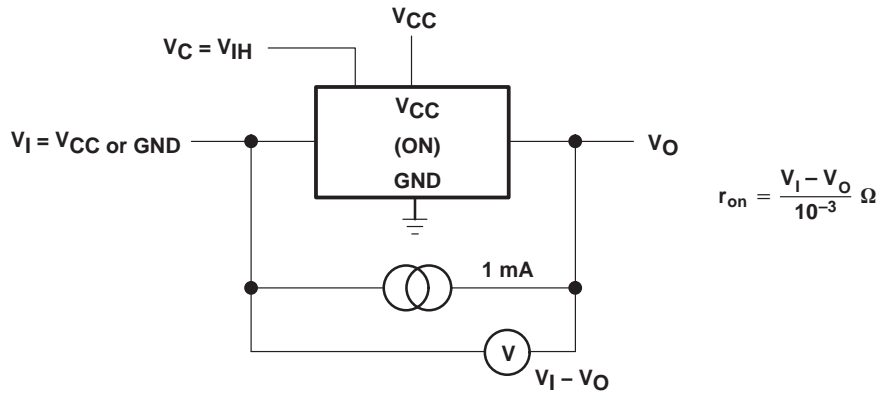 VCC
VC = VIH
VCC
(ON)
GND
VI = VCC or GND
VO
ron = VI – VO / 10–3 Ω
1 mA
V
VI – VO